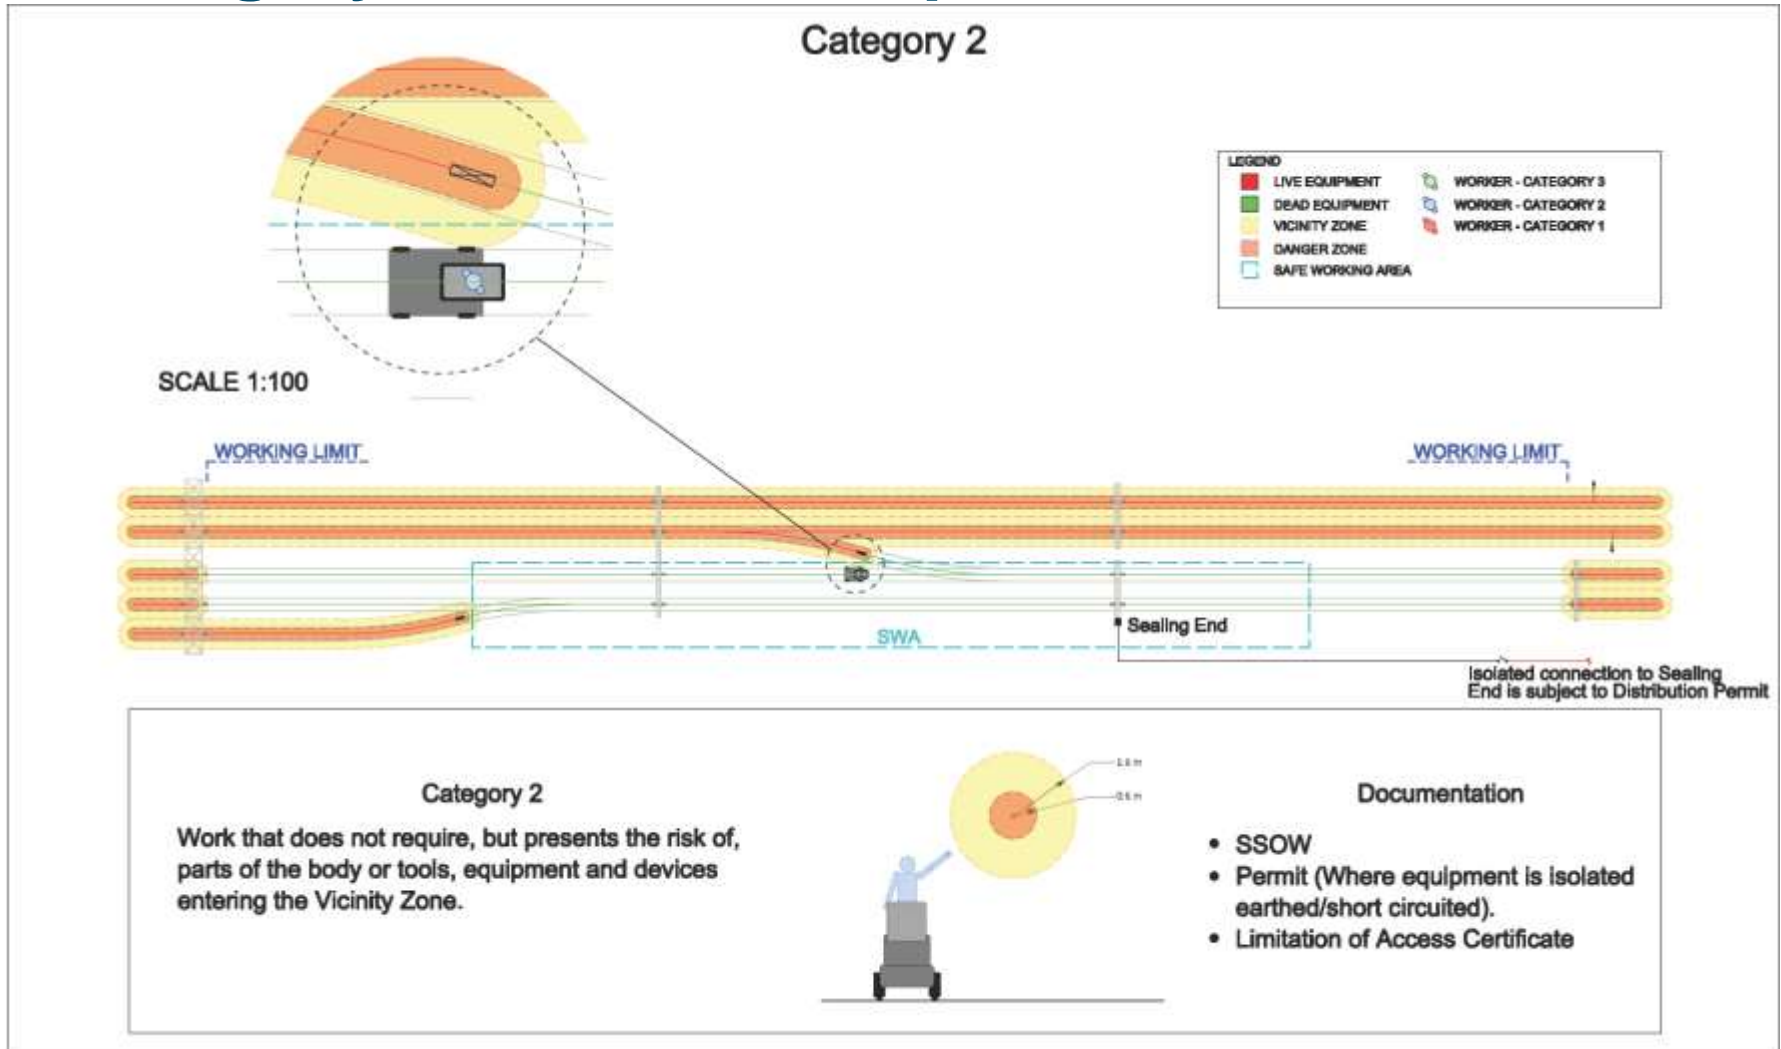 Category 2
LEGEND
LIVE EQUIPMENT
DEAD EQUIPMENT
VICINITY ZONE
DANGER ZONE
SAFE WORKING AREA
WORKER - CATEGORY 3
WORKER - CATEGORY 2
WORKER - CATEGORY 1
SCALE 1:100
WORKING LIMIT
WORKING LIMIT
SWA
Sealing End
Isolated connection to Sealing
End is subject to Distribution Permit
Category 2
Work that does not require, but presents the risk of,
parts of the body or tools, equipment and devices
entering the Vicinity Zone.
0.6 m
Documentation
• SSOW
• Permit (Where equipment is isolated
earthed/short circuited).
• Limitation of Access Certificate